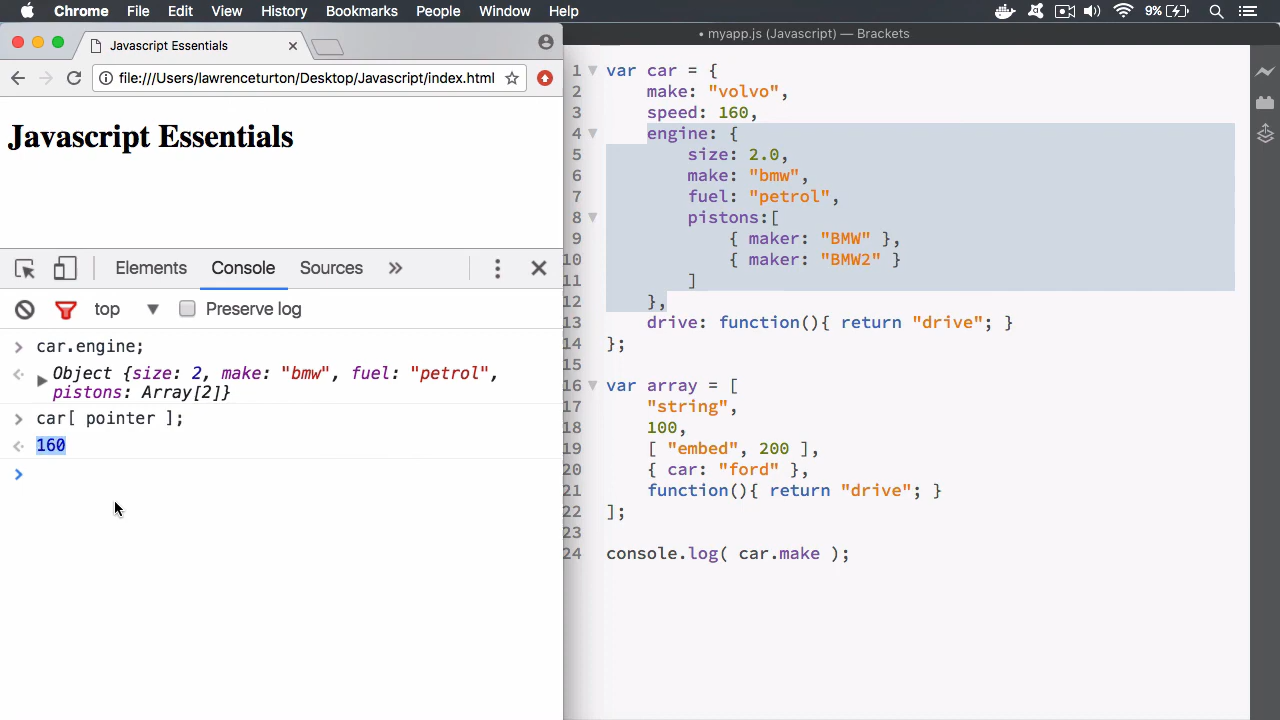 Chrome File Edit View History Bookmarks People Window Help 9%
Javascript Essentials
file:///Users/lawrenceturton/Desktop/Javascript/index.html
Javascript Essentials
Elements Console Sources »
top Preserve log
> car.engine;
Object {size: 2, make: "bmw", fuel: "petrol",
pistons: Array[2]}
> car[ pointer ];
160
>
• myapp.js (Javascript) — Brackets
1 var car = {
2 make: "volvo",
3 speed: 160,
4 engine: {
5 size: 2.0,
6 make: "bmw",
7 fuel: "petrol",
8 pistons:[
9 { maker: "BMW" },
10 { maker: "BMW2" }
11 ]
12 },
13 drive: function(){ return "drive"; }
14 };
15
16 var array = [
17 "string",
18 100,
19 [ "embed", 200 ],
20 { car: "ford" },
21 function(){ return "drive"; }
22 ];
23
24 console.log( car.make );